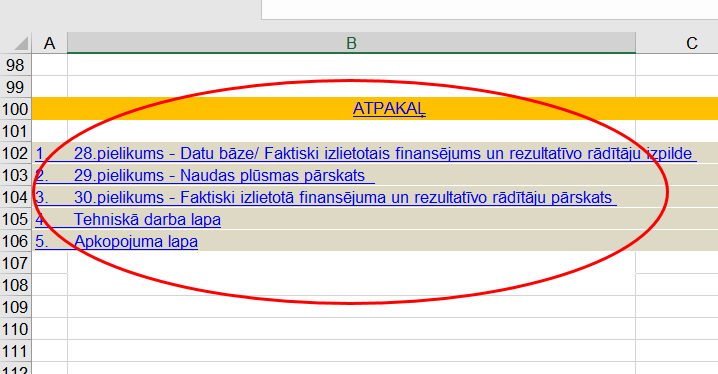 A B C
98
99
100 ATPAKAĻ
101
102 1. 28.pielikums - Datu bāze/ Faktiski izlietotais finansējums un rezultatīvo rādītāju izpilde
103 2. 29.pielikums - Naudas plūsmas pārskats
104 3. 30.pielikums - Faktiski izlietotā finansējuma un rezultatīvo rādītāju pārskats
105 4. Tehniskā darba lapa
106 5. Apkopojuma lapa
107
108
109
110
111
112